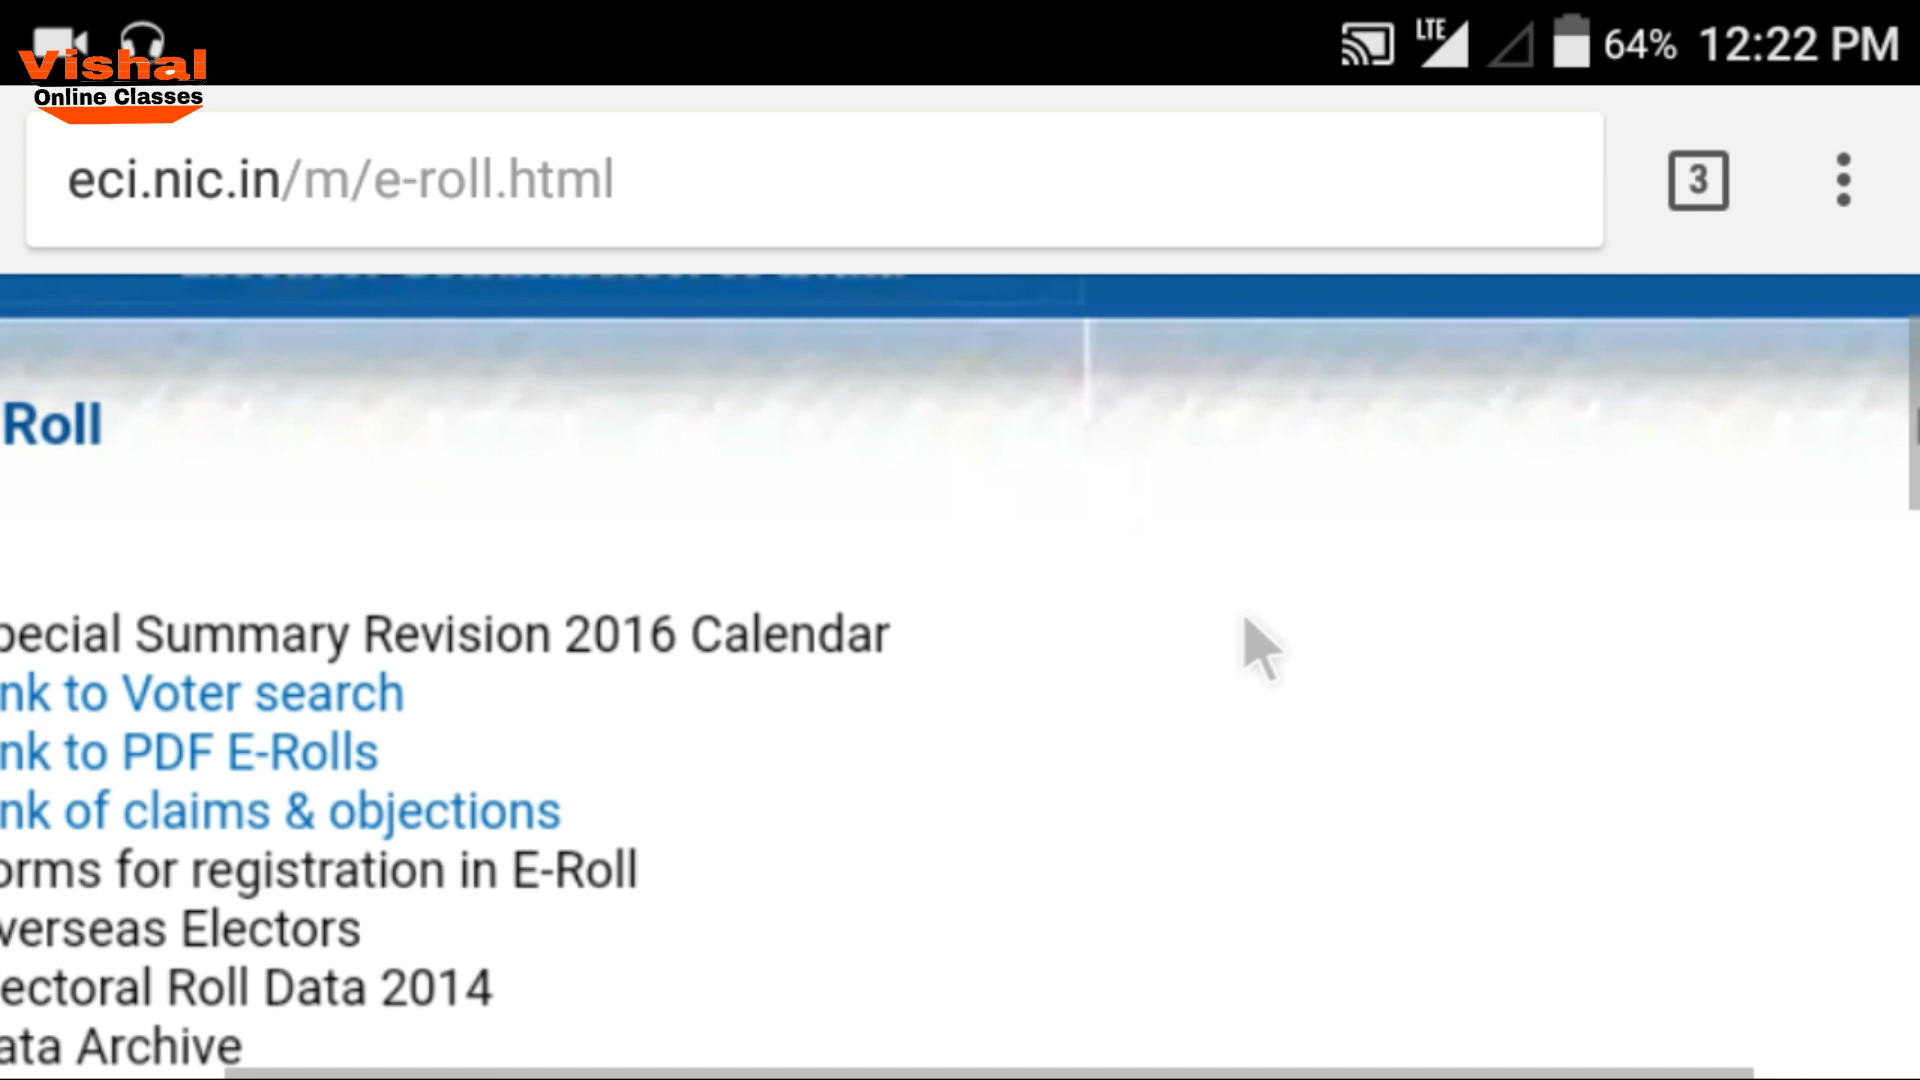 LTE 64% 12:22 PM
Vishal
Online Classes
eci.nic.in/m/e-roll.html
3
Roll
pecial Summary Revision 2016 Calendar
nk to Voter search
nk to PDF E-Rolls
nk of claims & objections
orms for registration in E-Roll
verseas Electors
ectoral Roll Data 2014
ata Archive